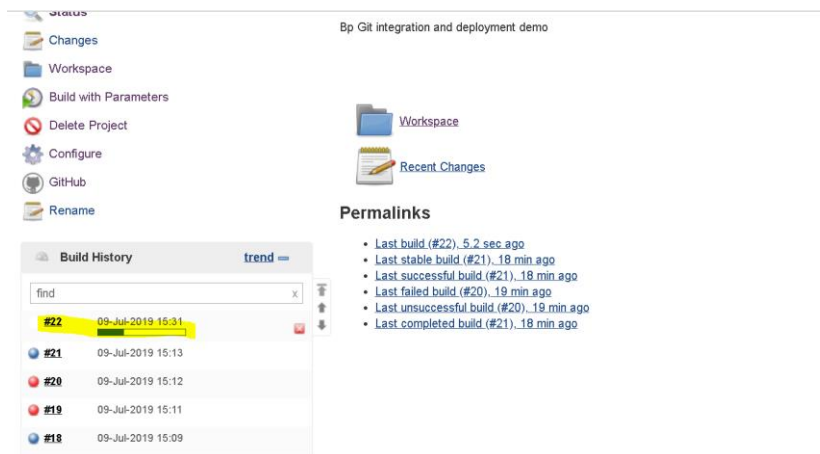 Status
Changes
Workspace
Build with Parameters
Delete Project
Configure
GitHub
Rename
Build History
trend
find
x
#22 09-Jul-2019 15:31
#21 09-Jul-2019 15:13
#20 09-Jul-2019 15:12
#19 09-Jul-2019 15:11
#18 09-Jul-2019 15:09
Bp Git integration and deployment demo
Workspace
Recent Changes
Permalinks
Last build (#22), 5.2 sec ago
Last stable build (#21), 18 min ago
Last successful build (#21), 18 min ago
Last failed build (#20), 19 min ago
Last unsuccessful build (#20), 19 min ago
Last completed build (#21), 18 min ago